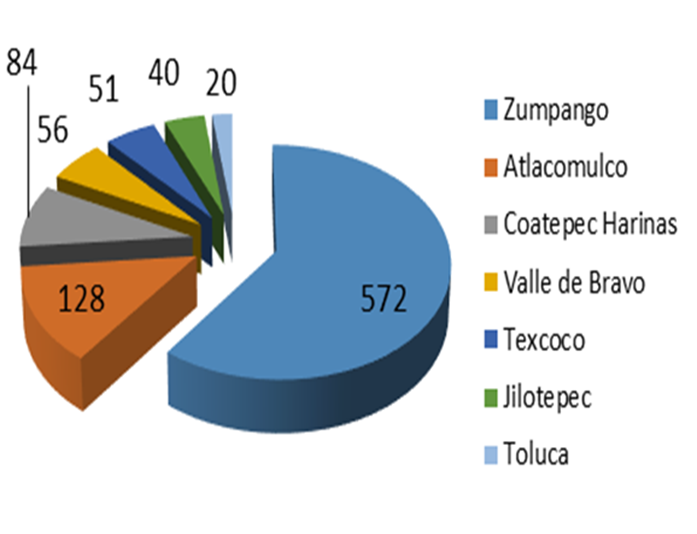 84
56
51
40
20
128
572
Zumpango
Atlacomulco
Coatepec Harinas
Valle de Bravo
Texcoco
Jilotepec
Toluca